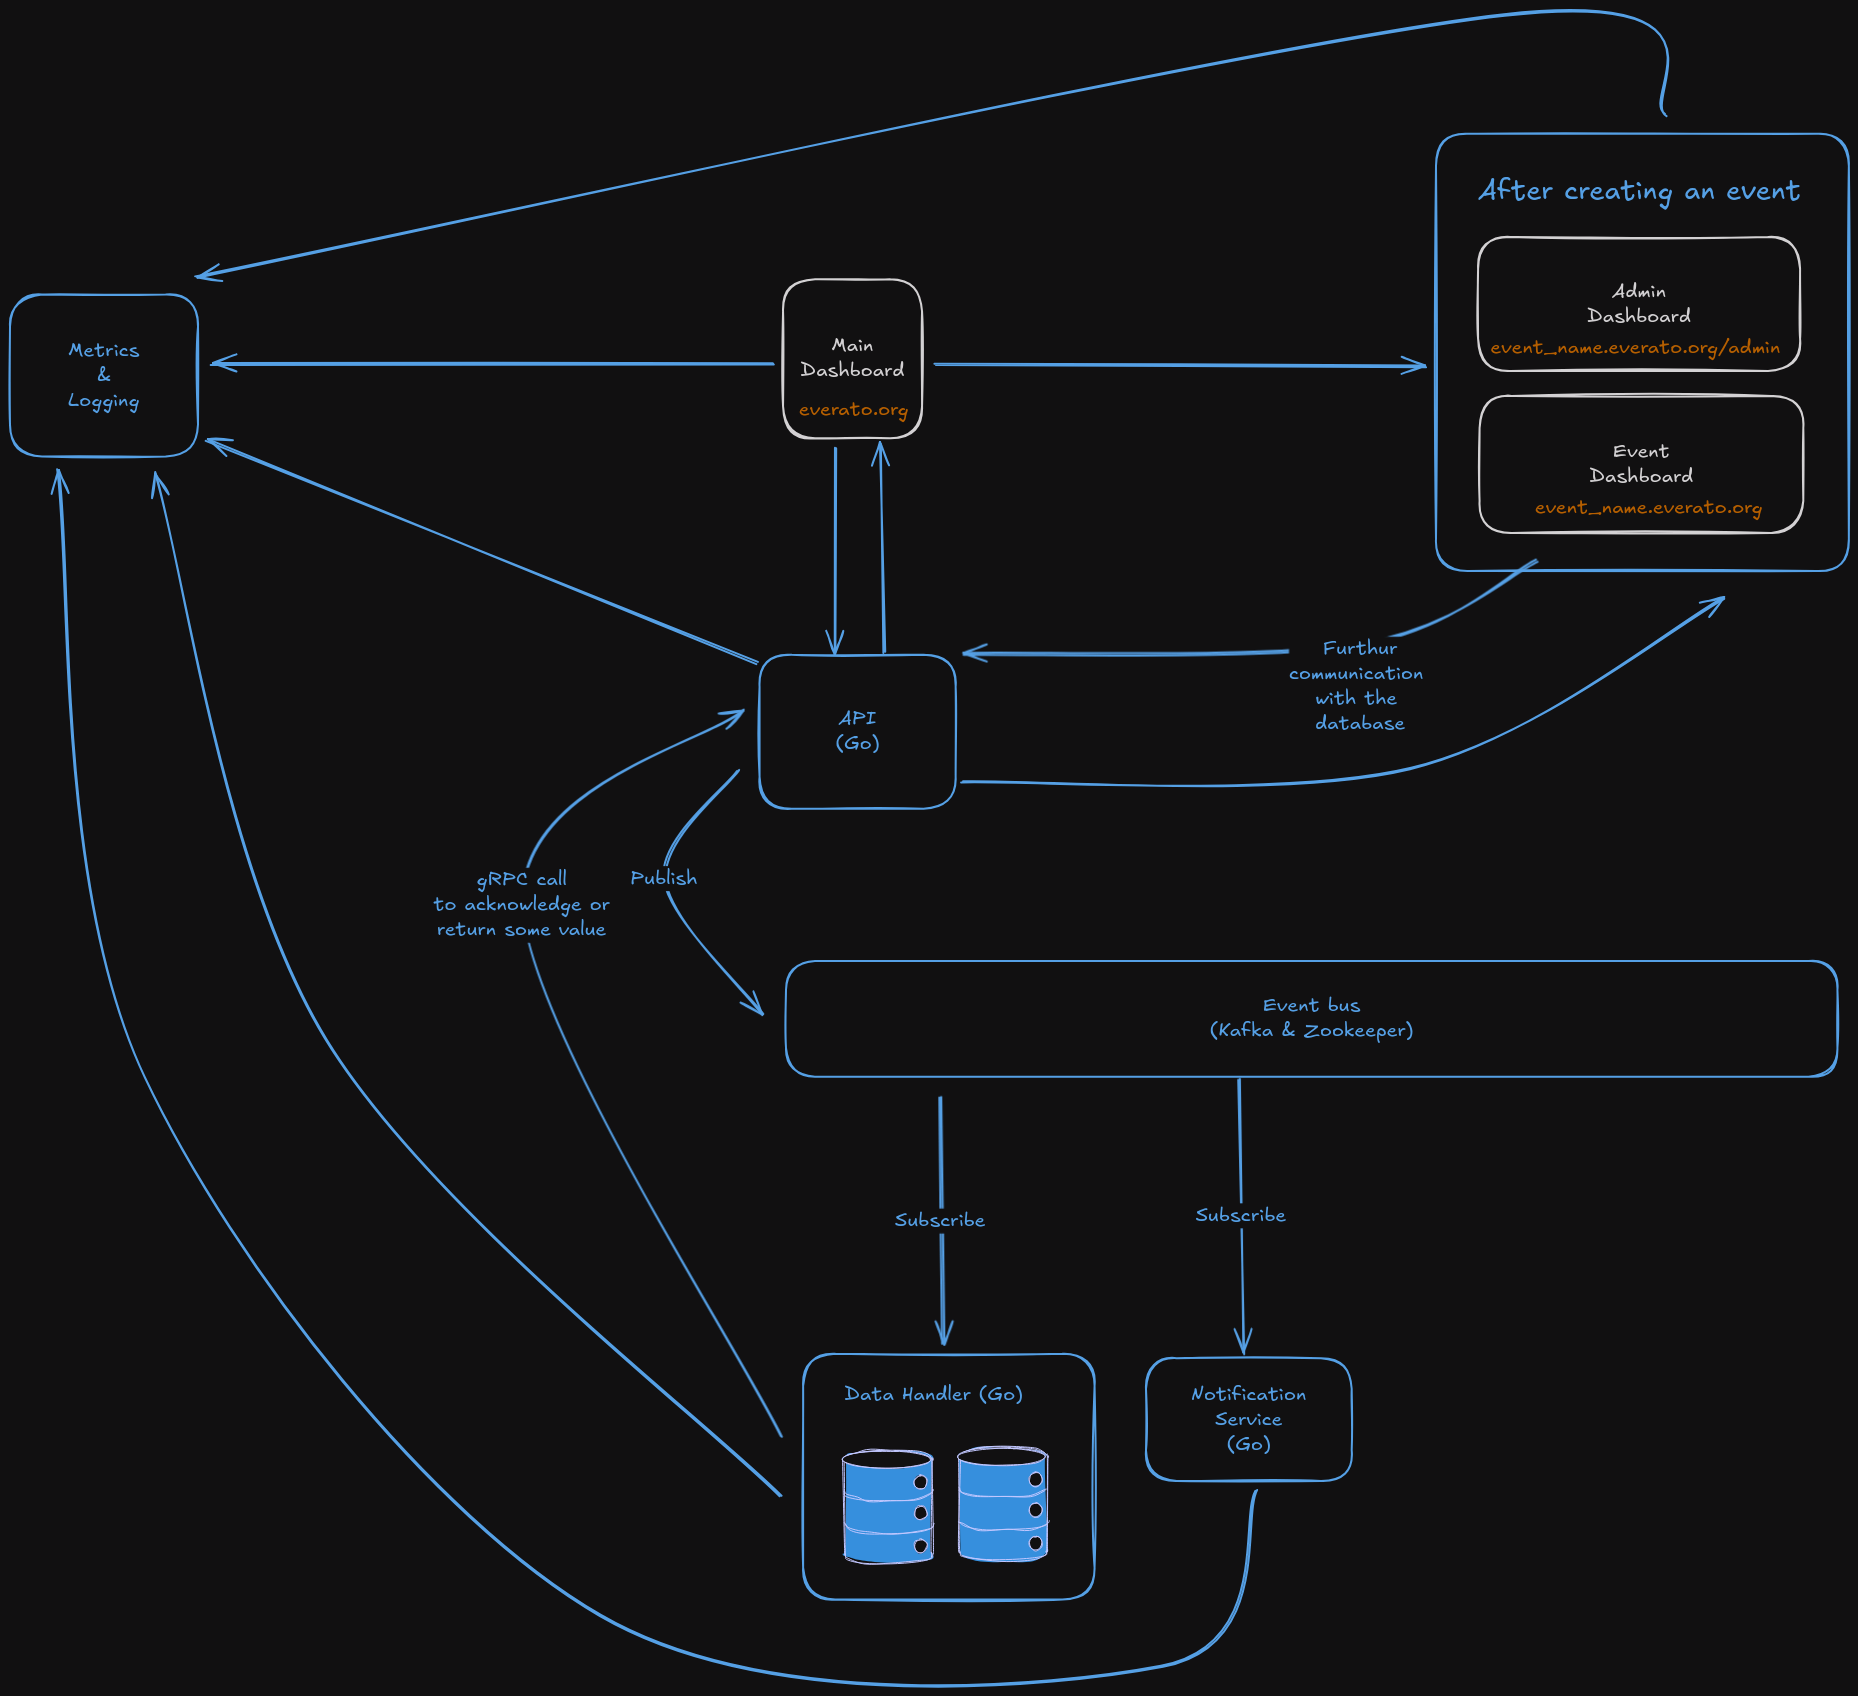 After creating an event
Admin
Dashboard
event_name.everato.org/admin
Event
Dashboard
event_name.everato.org
Metrics
&
Logging
Main
Dashboard
everato.org
Furthur
communication
with the
database
API
(Go)
gRPC call
to acknowledge or
return some value
Publish
Event bus
(Kafka & Zookeeper)
Subscribe
Subscribe
Data Handler (Go)
Notification
Service
(Go)